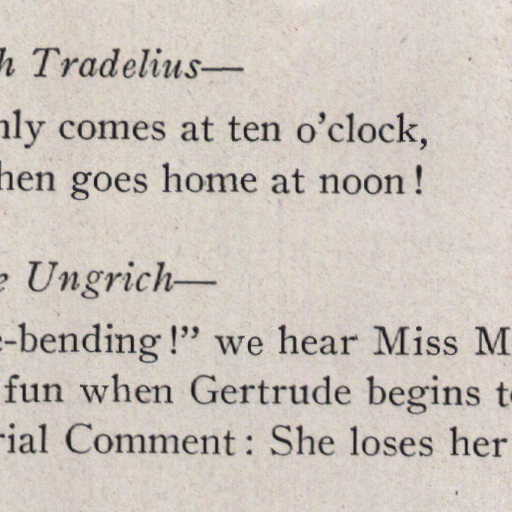 h Tradelius—
nly comes at ten o’clock,
hen goes home at noon!
e Ungrich—
-bending!” we hear Miss M
fun when Gertrude begins to
rial Comment: She loses her